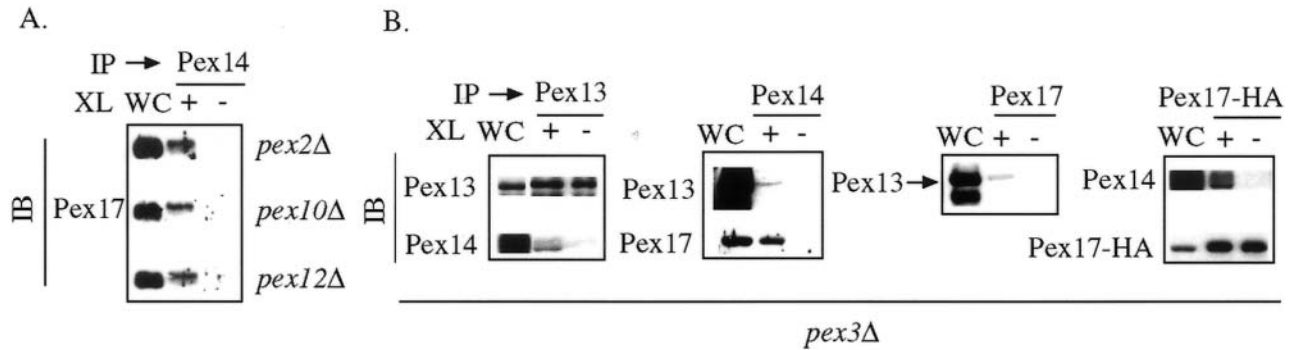 A.
B.
IP → Pex14
XL WC + -
IB
Pex17
pex2Δ
pex10Δ
pex12Δ
IP → Pex13
XL WC + -
IB
Pex13
Pex14
Pex14
WC + -
Pex13
Pex17
Pex17
WC + -
Pex13→
Pex17-HA
WC + -
Pex14
Pex17-HA
pex3Δ